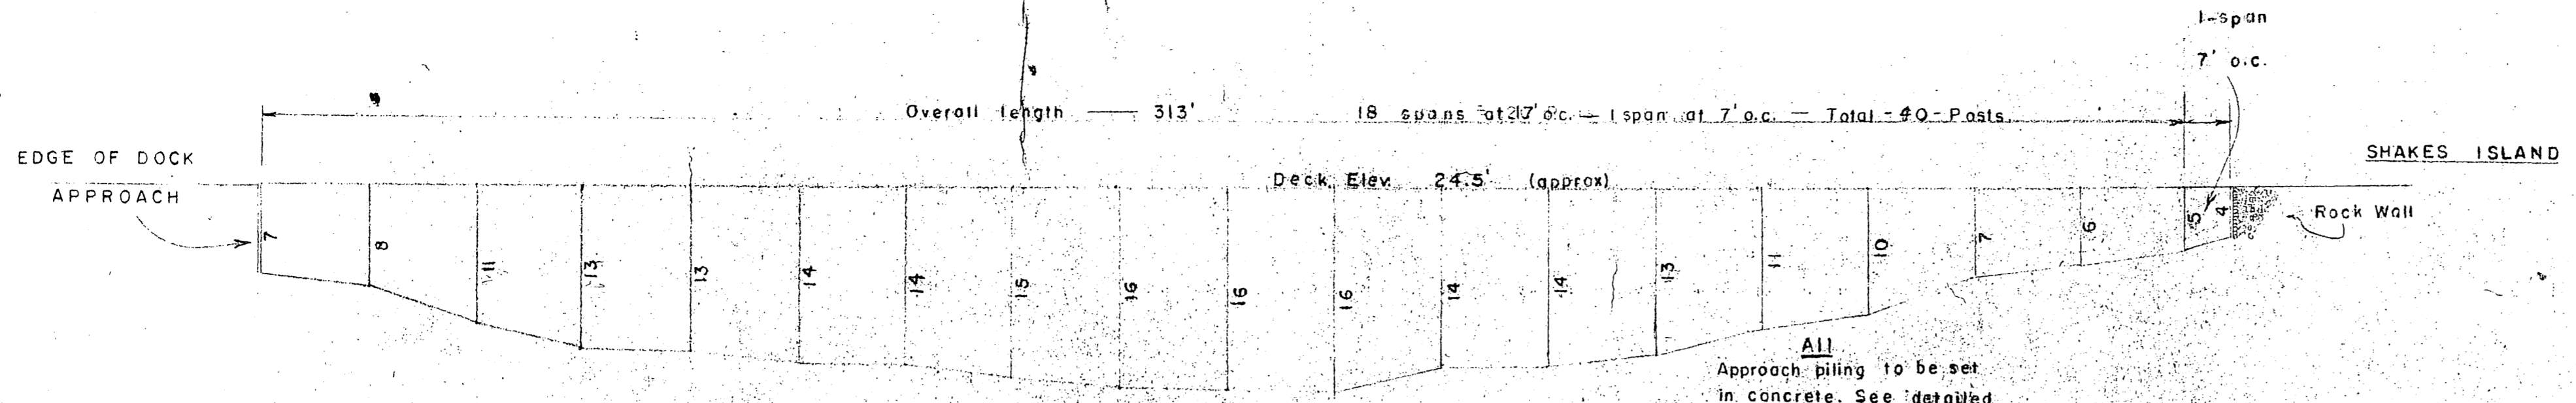 1-span
7' o.c.
Overall length — 313'
18 spans at 17' o.c. — 1 span at 7' o.c. — Total - 40 - Posts
EDGE OF DOCK
APPROACH
SHAKES ISLAND
Deck Elev. 24.5' (approx)
Rock Wall
7
8
11
13
13
14
14
15
16
16
16
14
14
13
11
10
7
6
5
4
All
Approach piling to be set
in concrete. See detailed